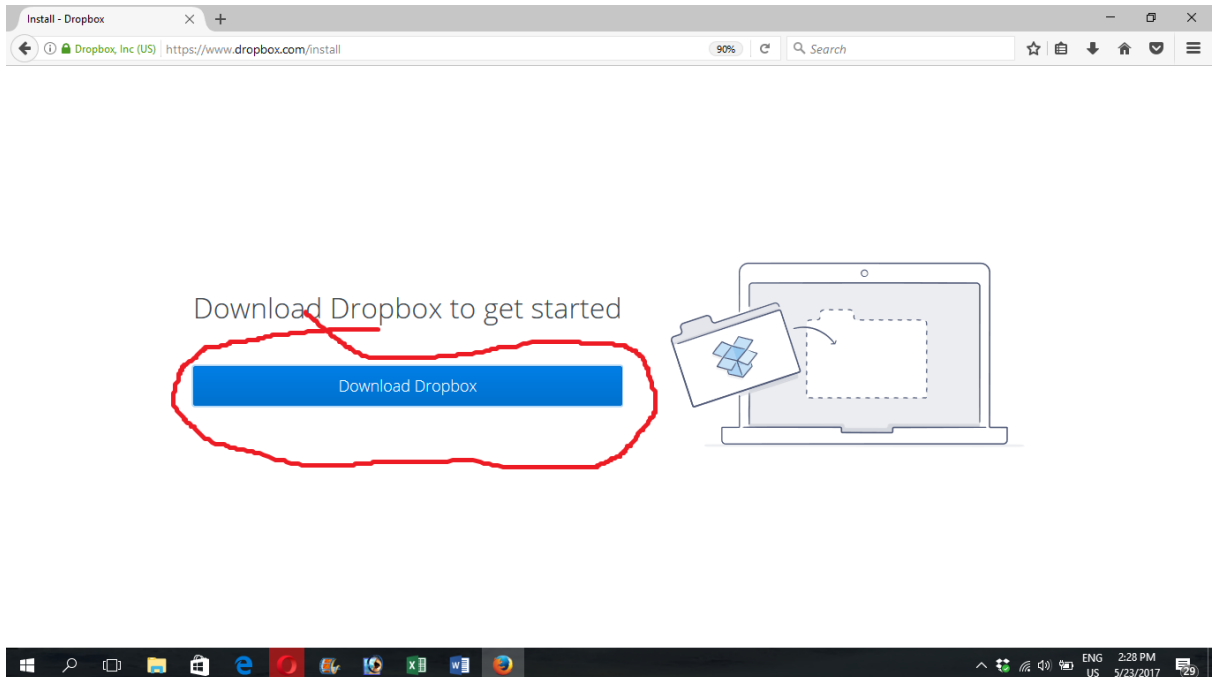 Install - Dropbox
Dropbox, Inc (US) https://www.dropbox.com/install 90% Search
Download Dropbox to get started
Download Dropbox
ENG 2:28 PM
US 5/23/2017 29